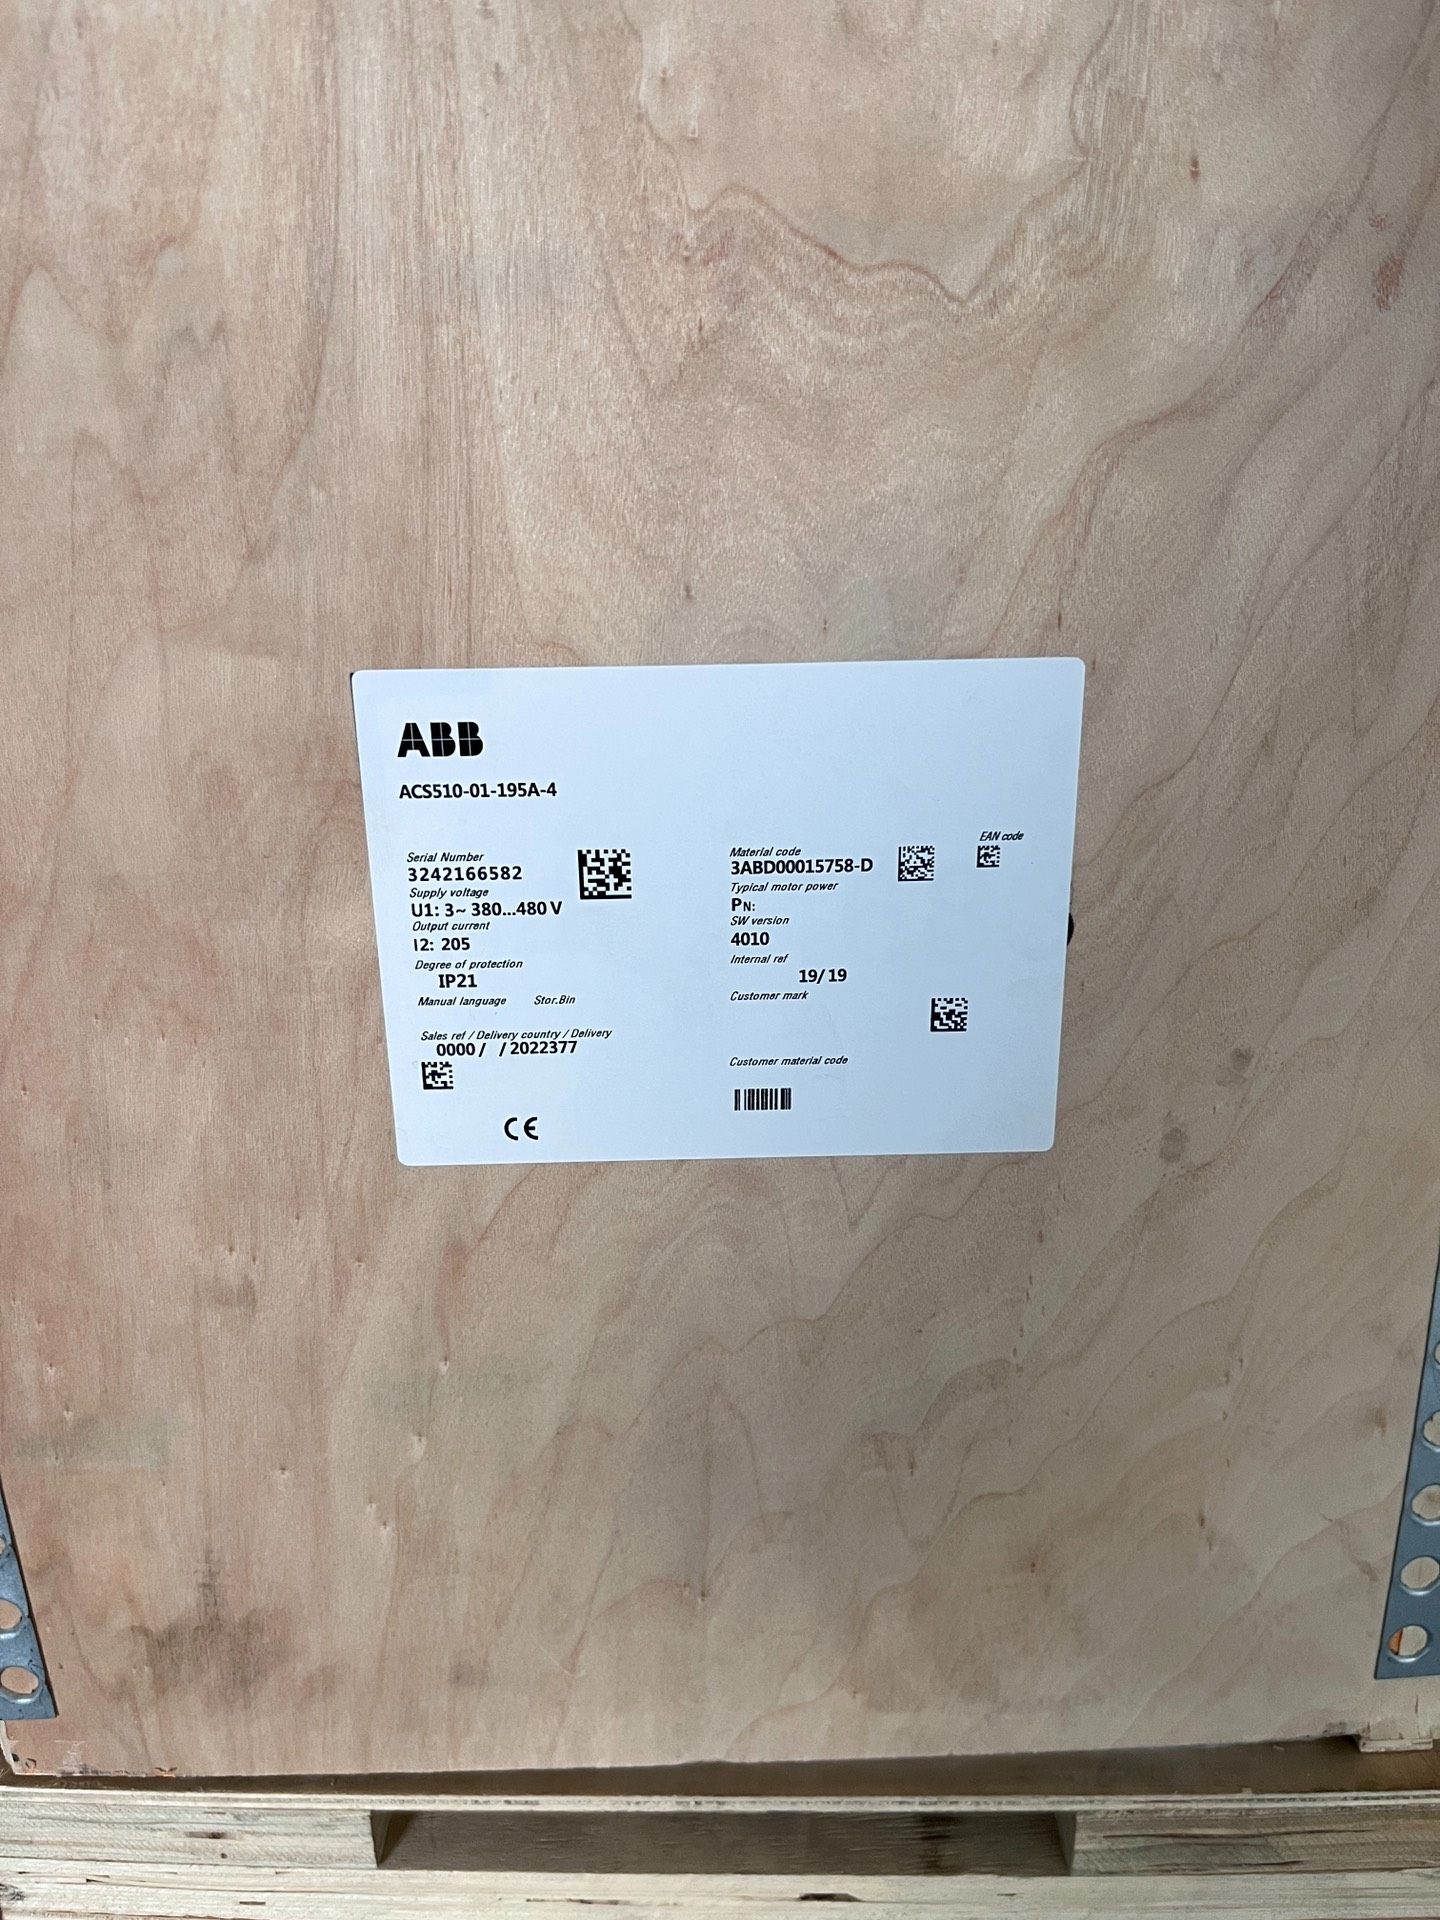 ABB
ACS510-01-195A-4
Serial Number
3242166582
Supply voltage
U1: 3~ 380...480 V
Output current
I2: 205
Degree of protection
IP21
Manual language Stor.Bin
Sales ref / Delivery country / Delivery
0000 / / 2022377
CE
Material code
3ABD00015758-D
EAN code
Typical motor power
PN:
SW version
4010
Internal ref
19/ 19
Customer mark
Customer material code